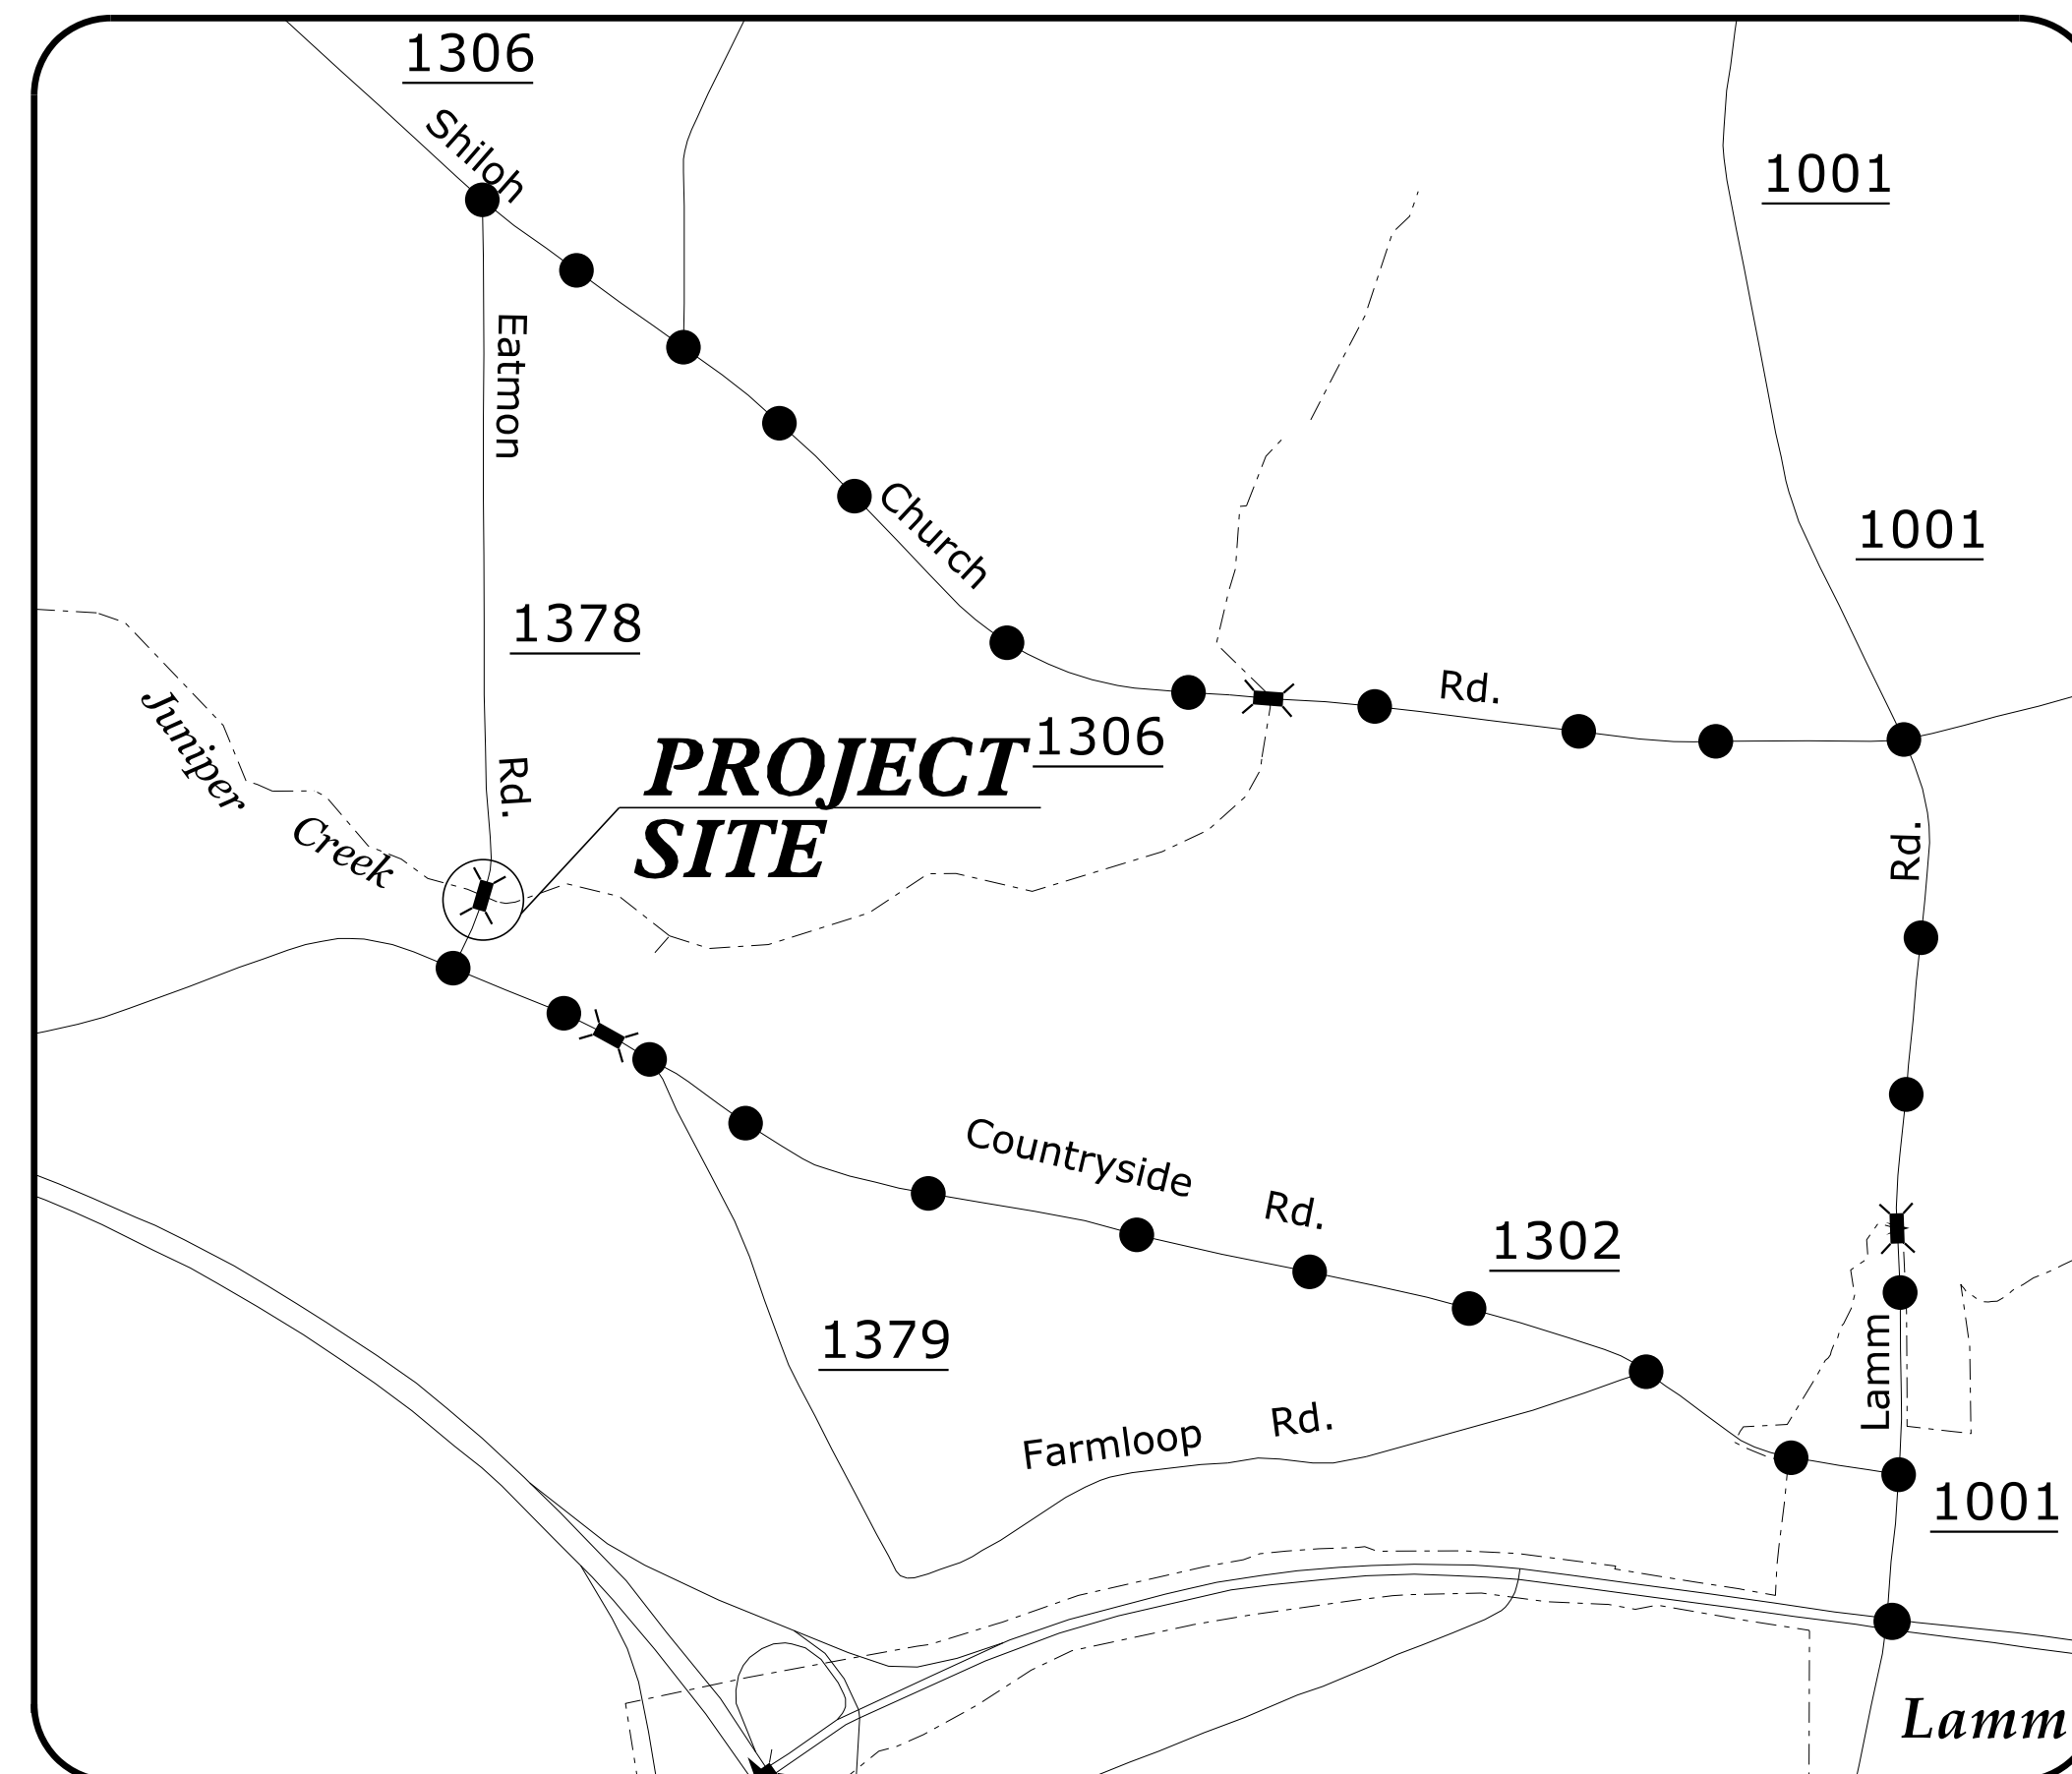 1306
Shiloh
1001
Eatmon
Church
1001
1378
Rd.
Juniper
1306
PROJECT
SITE
Rd.
Creek
Rd.
Countryside Rd.
1302
1379
Lamm
Farmloop Rd.
1001
Lamm